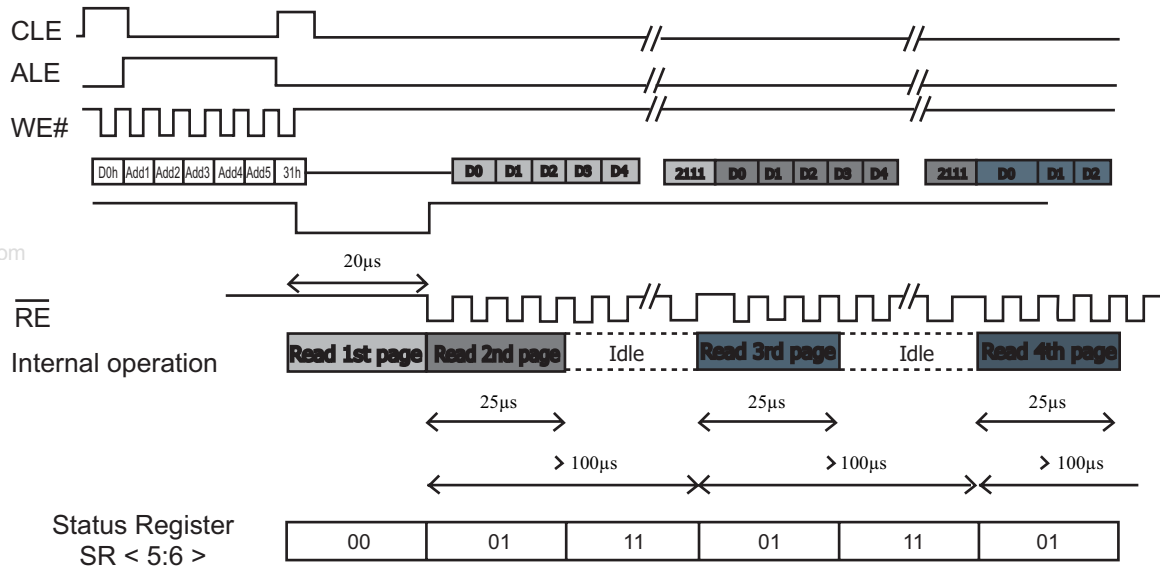 CLE
ALE
WE#
D0h Add1 Add2 Add3 Add4 Add5 31h D0 D1 D2 D3 D4 2111 D0 D1 D2 D3 D4 2111 D0 D1 D2
om
20µs
RE
Internal operation
Read 1st page Read 2nd page Idle Read 3rd page Idle Read 4th page
25µs 25µs 25µs
> 100µs > 100µs > 100µs
Status Register
SR < 5:6 >
00 01 11 01 11 01